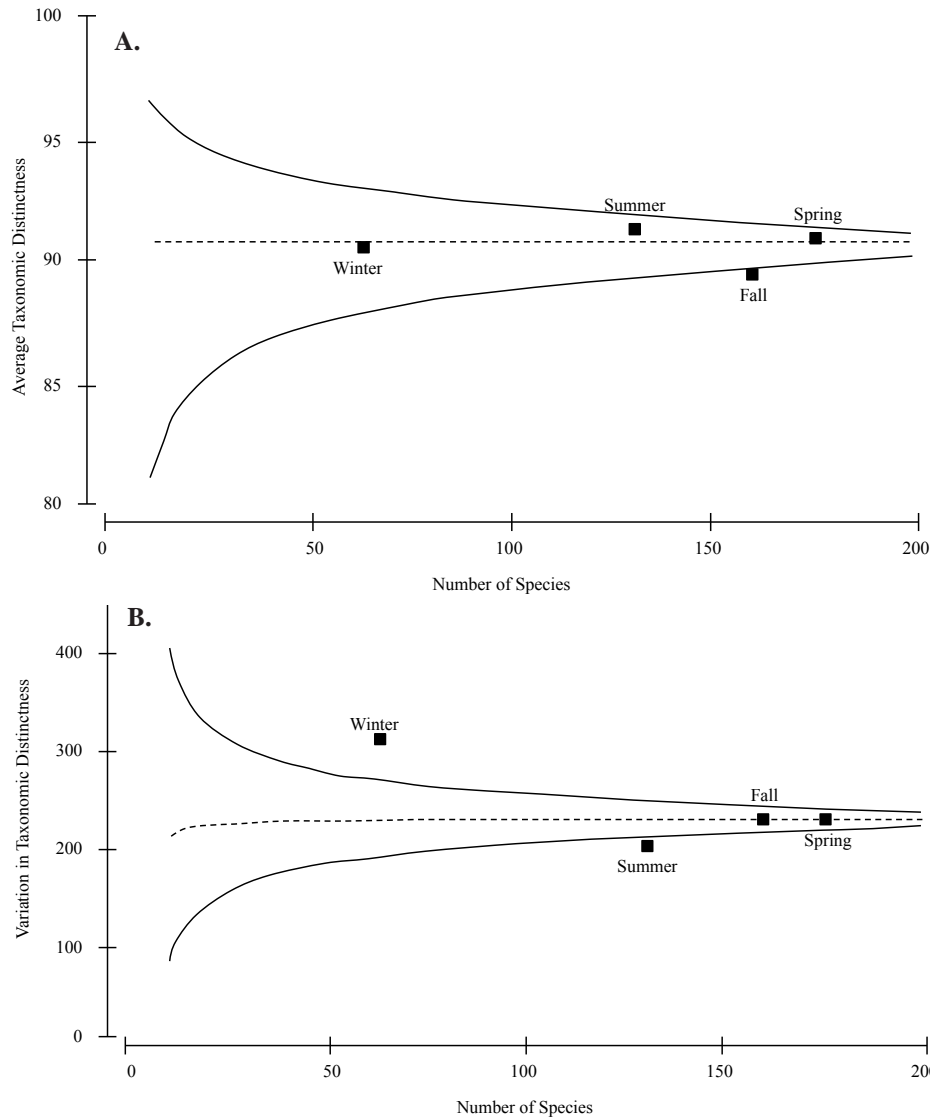 A.
100
95
90
85
80
Average Taxonomic Distinctness
Summer
Spring
Winter
Fall
0
50
100
150
200
Number of Species
B.
400
300
200
100
0
Variation in Taxonomic Distinctness
Winter
Fall
Summer
Spring
0
50
100
150
Number of Species